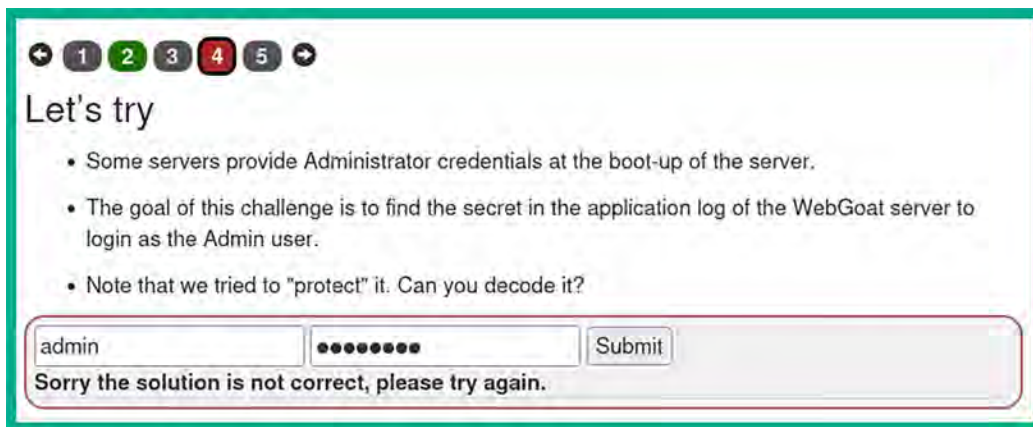 1 2 3 4 5
Let's try
• Some servers provide Administrator credentials at the boot-up of the server.
• The goal of this challenge is to find the secret in the application log of the WebGoat server to
login as the Admin user.
• Note that we tried to "protect" it. Can you decode it?
admin ●●●●●●●● Submit
Sorry the solution is not correct, please try again.